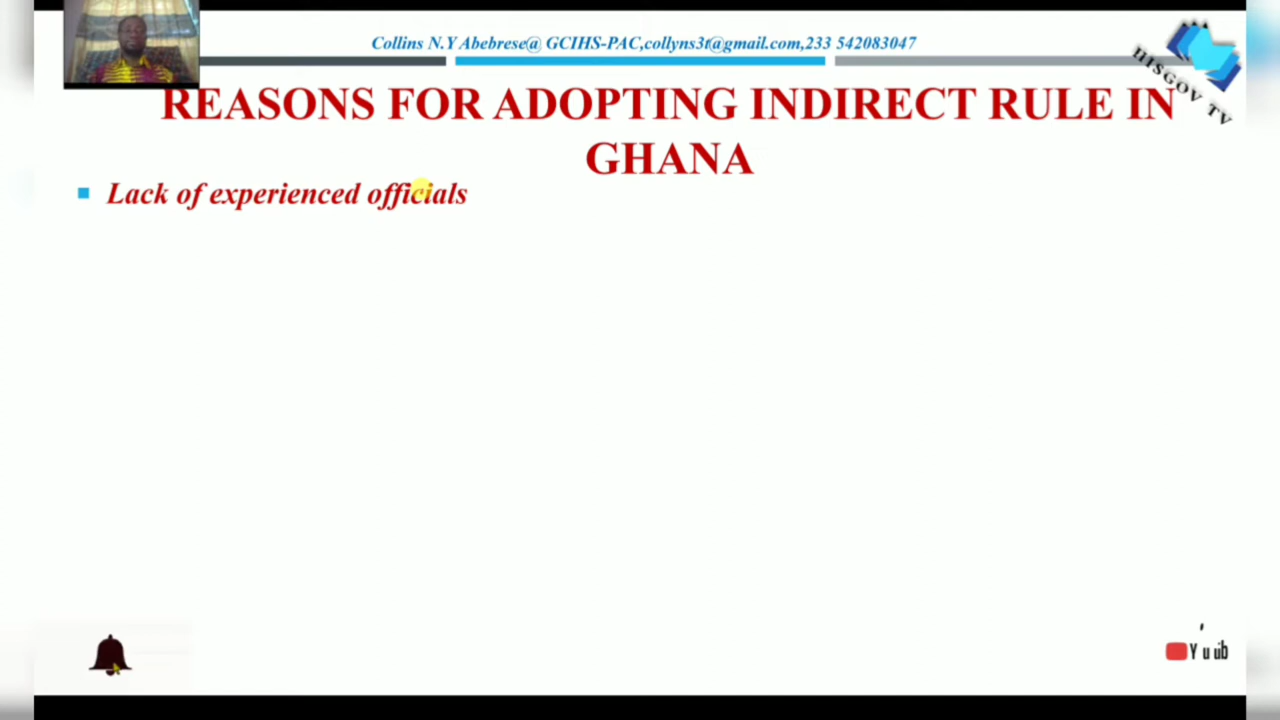 Collins N.Y Abebrese@ GCIHS-PAC,collyns3t@gmail.com,233 542083047
HISGOV TV
REASONS FOR ADOPTING INDIRECT RULE IN
GHANA
Lack of experienced officials